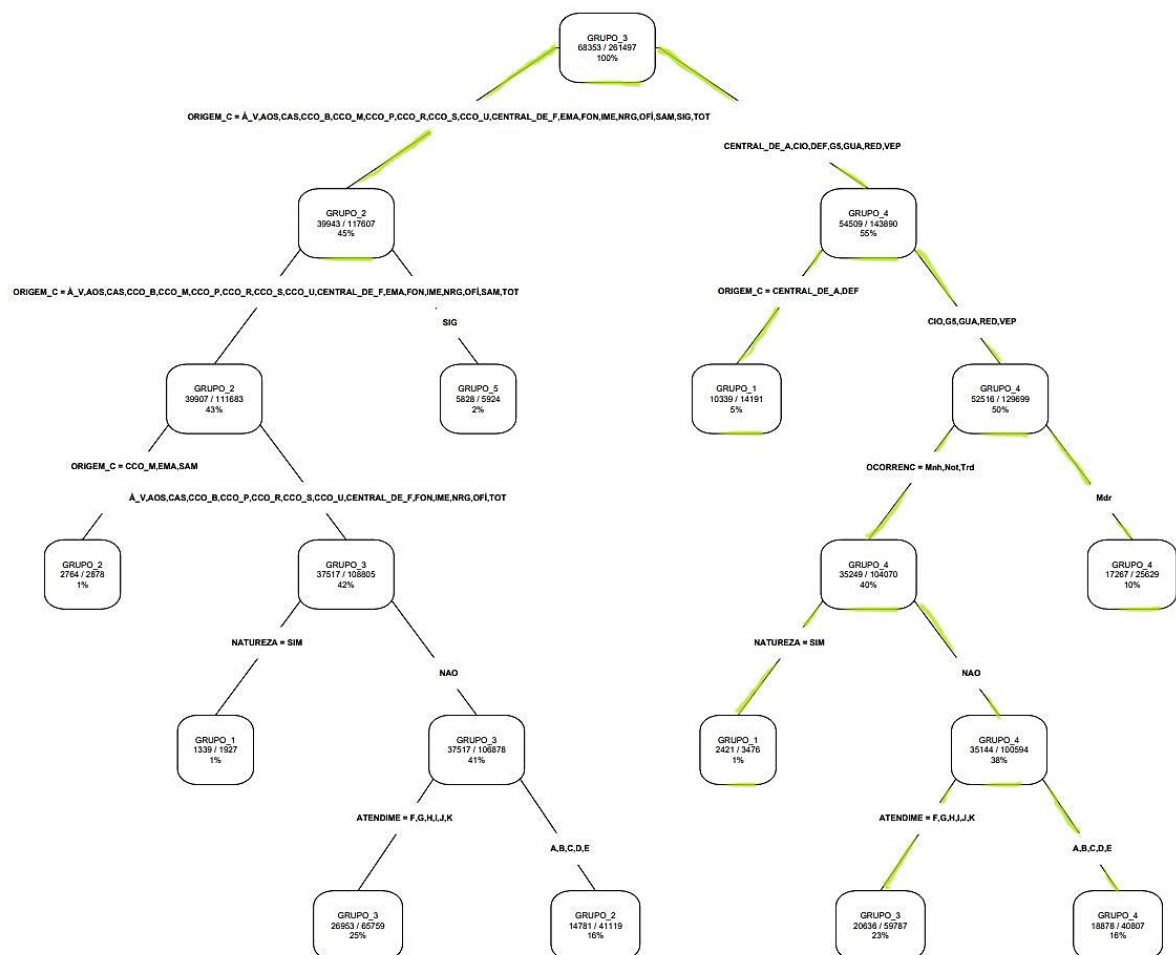 GRUPO_3
68353 / 261497
100%
ORIGEM_C = À_V,AOS,CAS,CCO_B,CCO_M,CCO_P,CCO_R,CCO_S,CCO_U,CENTRAL_DE_F,EMA,FON,IME,NRG,OFÍ,SAM,SIG,TOT
CENTRAL_DE_A,CIO,DEF,G5,GUA,RED,VEP
GRUPO_2
39943 / 117607
45%
GRUPO_4
54509 / 143890
55%
ORIGEM_C = À_V,AOS,CAS,CCO_B,CCO_M,CCO_P,CCO_R,CCO_S,CCO_U,CENTRAL_DE_F,EMA,FON,IME,NRG,OFÍ,SAM,TOT
SIG
ORIGEM_C = CENTRAL_DE_A,DEF
CIO,G5,GUA,RED,VEP
GRUPO_2
39907 / 111683
43%
GRUPO_5
5828 / 5924
2%
GRUPO_1
10339 / 14191
5%
GRUPO_4
52516 / 129699
50%
ORIGEM_C = CCO_M,EMA,SAM
À_V,AOS,CAS,CCO_B,CCO_P,CCO_R,CCO_S,CCO_U,CENTRAL_DE_F,FON,IME,NRG,OFÍ,TOT
OCORRENC = Mnh,Not,Trd
Mdr
GRUPO_2
2764 / 2878
1%
GRUPO_3
37517 / 108805
42%
GRUPO_4
35249 / 104070
40%
GRUPO_4
17267 / 25629
10%
NATUREZA = SIM
NAO
NATUREZA = SIM
NAO
GRUPO_1
1339 / 1927
1%
GRUPO_3
37517 / 106878
41%
GRUPO_1
2421 / 3476
1%
GRUPO_4
35144 / 100594
38%
ATENDIME = F,G,H,I,J,K
A,B,C,D,E
ATENDIME = F,G,H,I,J,K
A,B,C,D,E
GRUPO_3
26953 / 65759
25%
GRUPO_2
14781 / 41119
16%
GRUPO_3
20636 / 59787
23%
GRUPO_4
18878 / 40807
16%